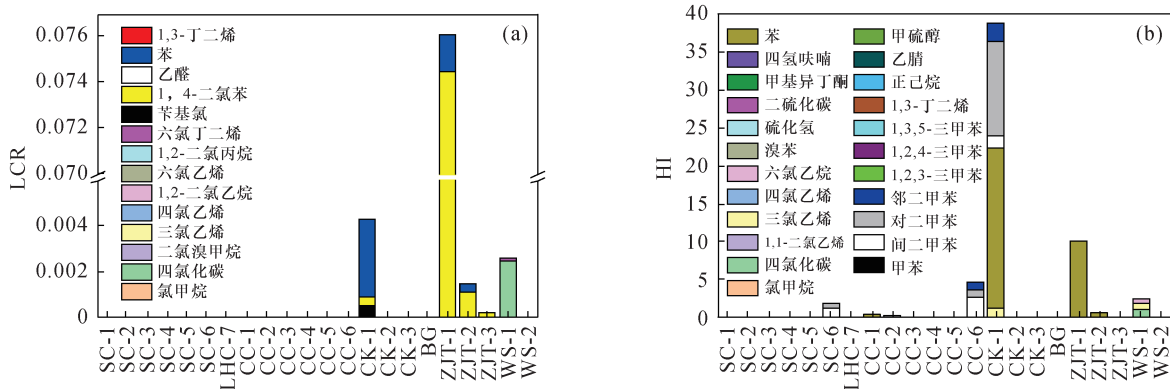 (a)
LCR
0.076
0.074
0.072
0.070
0.004
0.002
0
1,3-丁二烯
苯
乙醛
1，4-二氯苯
苄基氯
六氯丁二烯
1,2-二氯丙烷
六氯乙烯
1,2-二氯乙烷
四氯乙烯
三氯乙烯
二氯溴甲烷
四氯化碳
氯甲烷
SC-1
SC-2
SC-3
SC-4
SC-5
SC-6
LHC-7
CC-1
CC-2
CC-3
CC-4
CC-5
CC-6
CK-1
CK-2
CK-3
BG
ZJT-1
ZJT-2
ZJT-3
WS-1
WS-2
(b)
HI
40
35
30
25
20
15
10
5
0
苯
四氢呋喃
甲基异丁酮
二硫化碳
硫化氢
溴苯
六氯乙烷
四氯乙烯
三氯乙烯
1,1-二氯乙烯
四氯化碳
氯甲烷
甲硫醇
乙腈
正己烷
1,3-丁二烯
1,3,5-三甲苯
1,2,4-三甲苯
1,2,3-三甲苯
邻二甲苯
对二甲苯
间二甲苯
甲苯
SC-1
SC-2
SC-3
SC-4
SC-5
SC-6
LHC-7
CC-1
CC-2
CC-3
CC-4
CC-5
CC-6
CK-1
CK-2
CK-3
BG
ZJT-1
ZJT-2
ZJT-3
WS-1
WS-2